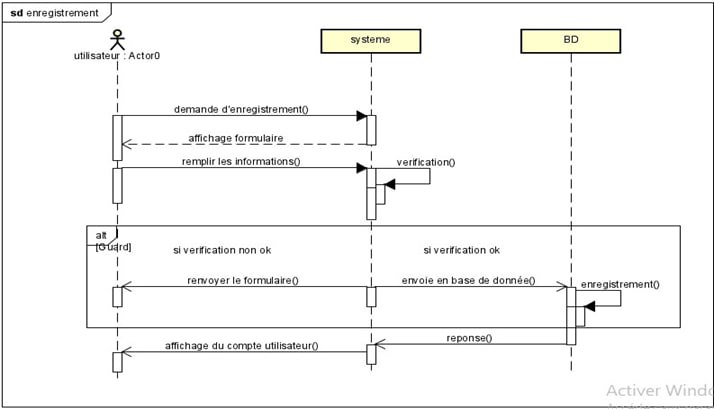 sd enregistrement
utilisateur : Actor0
systeme
BD
demande d'enregistrement()
affichage formulaire
remplir les informations()
verification()
alt
[Guard]
si verification non ok
si verification ok
renvoyer le formulaire()
envoie en base de donnée()
enregistrement()
reponse()
affichage du compte utilisateur()
Activer Windo